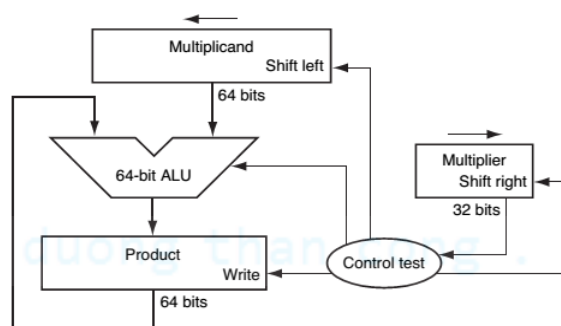 Multiplicand
Shift left
64 bits
64-bit ALU
Multiplier
Shift right
32 bits
Product
Write
Control test
64 bits
duong than cong .